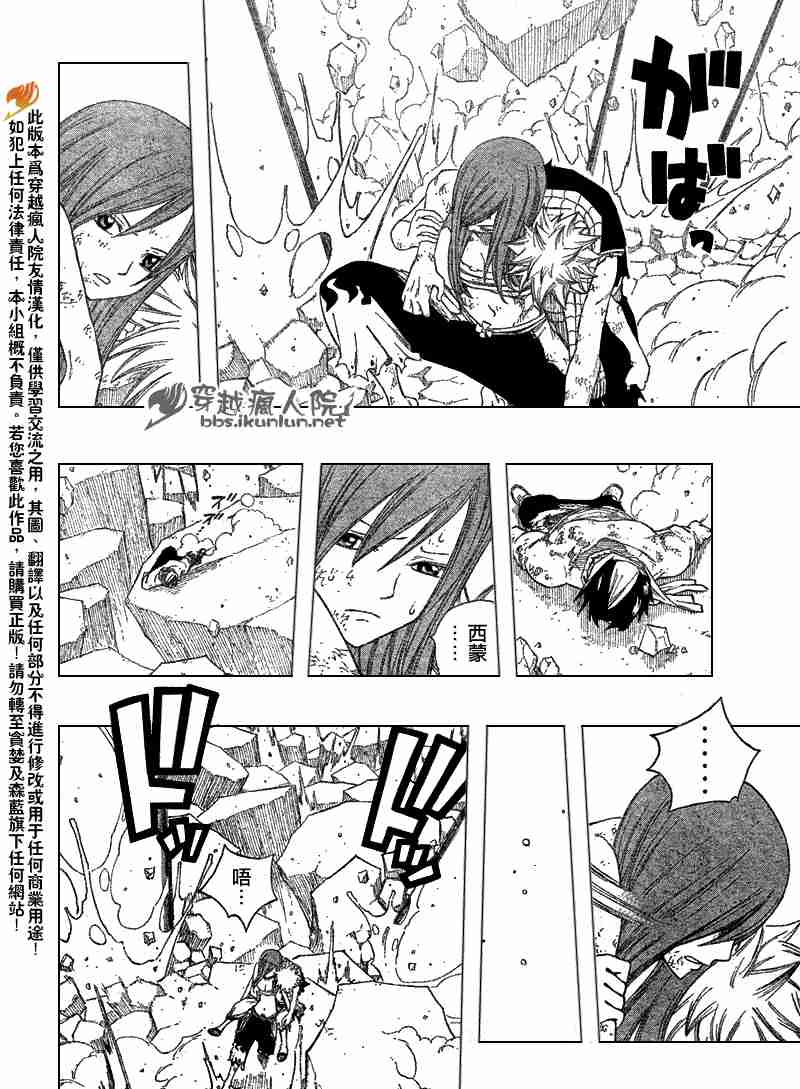 此版本爲穿越瘋人院友情漢化，僅供學習交流之用，其圖、翻譯以及任何部分不得進行修改或用于任何商業用途！
如犯上任何法律責任，本小組概不負責。若您喜歡此作品，請購買正版！請勿轉至貪婪及森藍旗下任何網站！
がばっ
穿越瘋人院
bbs.ikunlun.net
西蒙……
……
。。。
ドドッ
ドドッ
唔……